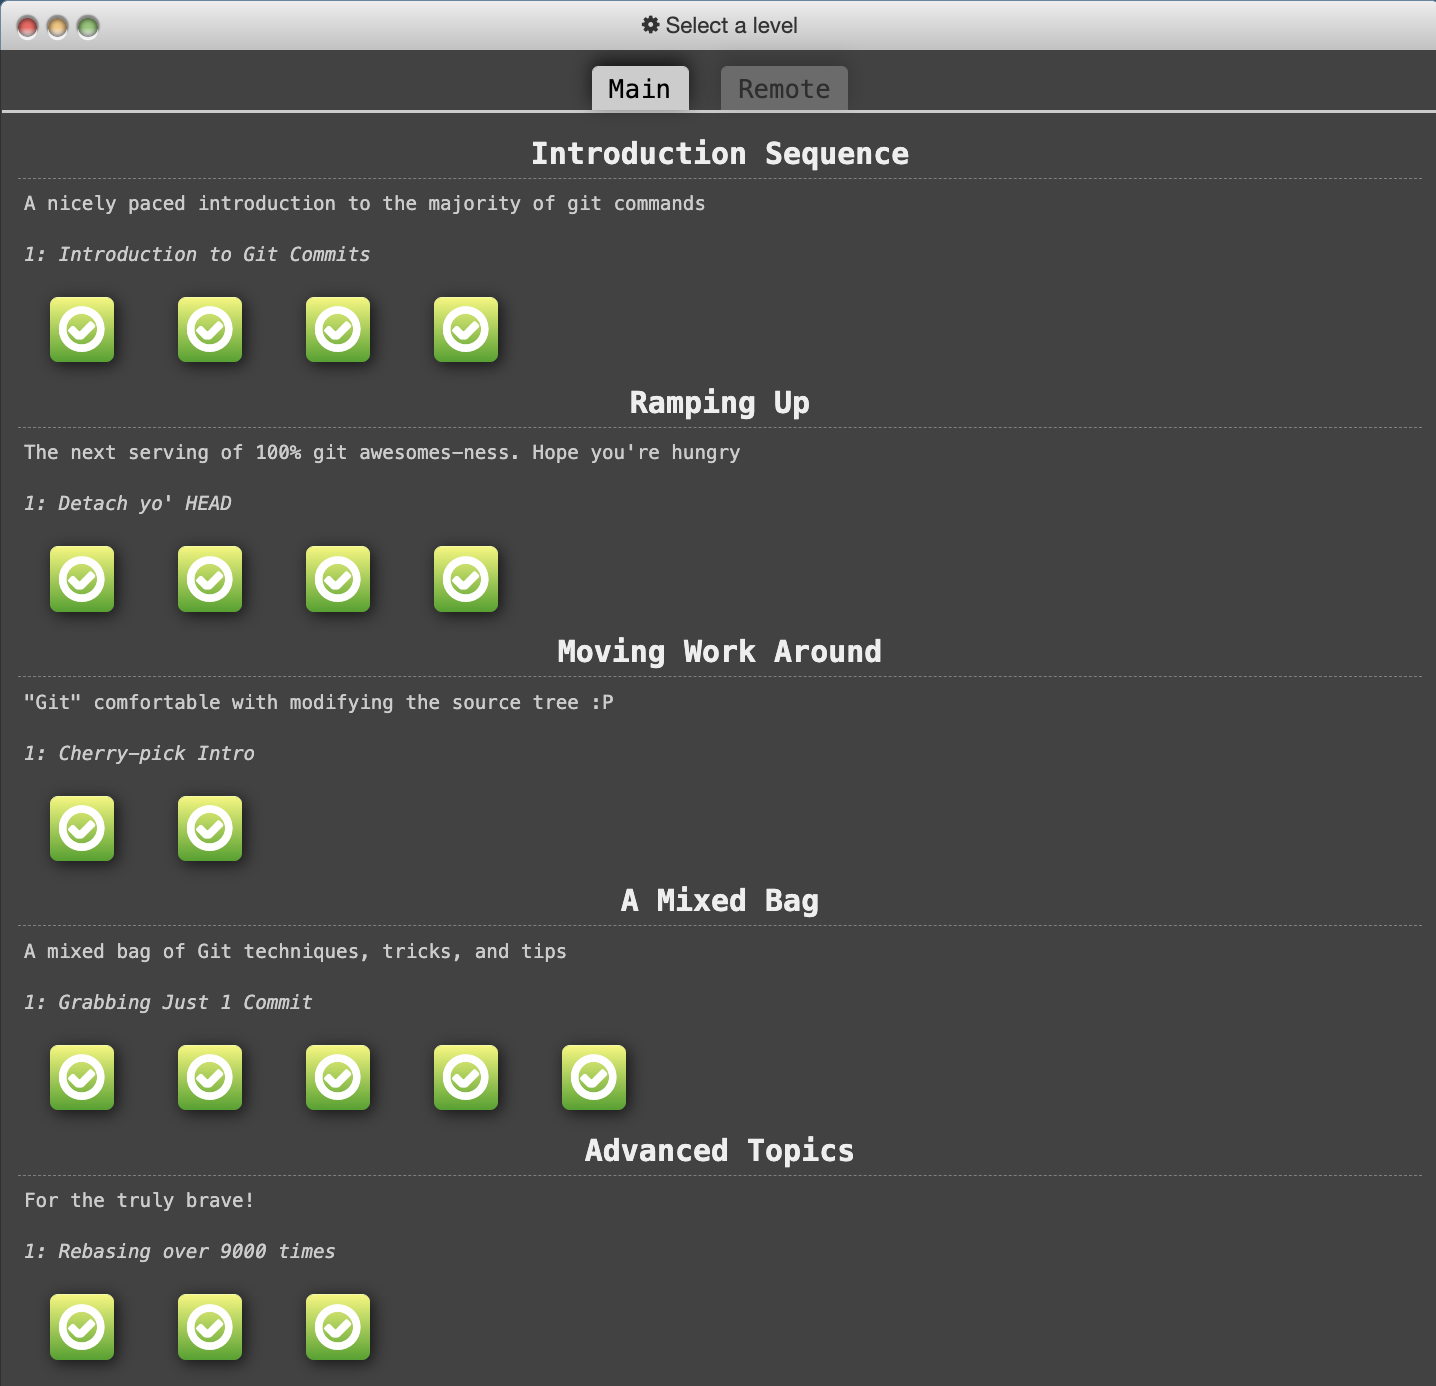 Select a level
Main Remote
Introduction Sequence
A nicely paced introduction to the majority of git commands
1: Introduction to Git Commits
Ramping Up
The next serving of 100% git awesomes-ness. Hope you're hungry
1: Detach yo' HEAD
Moving Work Around
"Git" comfortable with modifying the source tree :P
1: Cherry-pick Intro
A Mixed Bag
A mixed bag of Git techniques, tricks, and tips
1: Grabbing Just 1 Commit
Advanced Topics
For the truly brave!
1: Rebasing over 9000 times